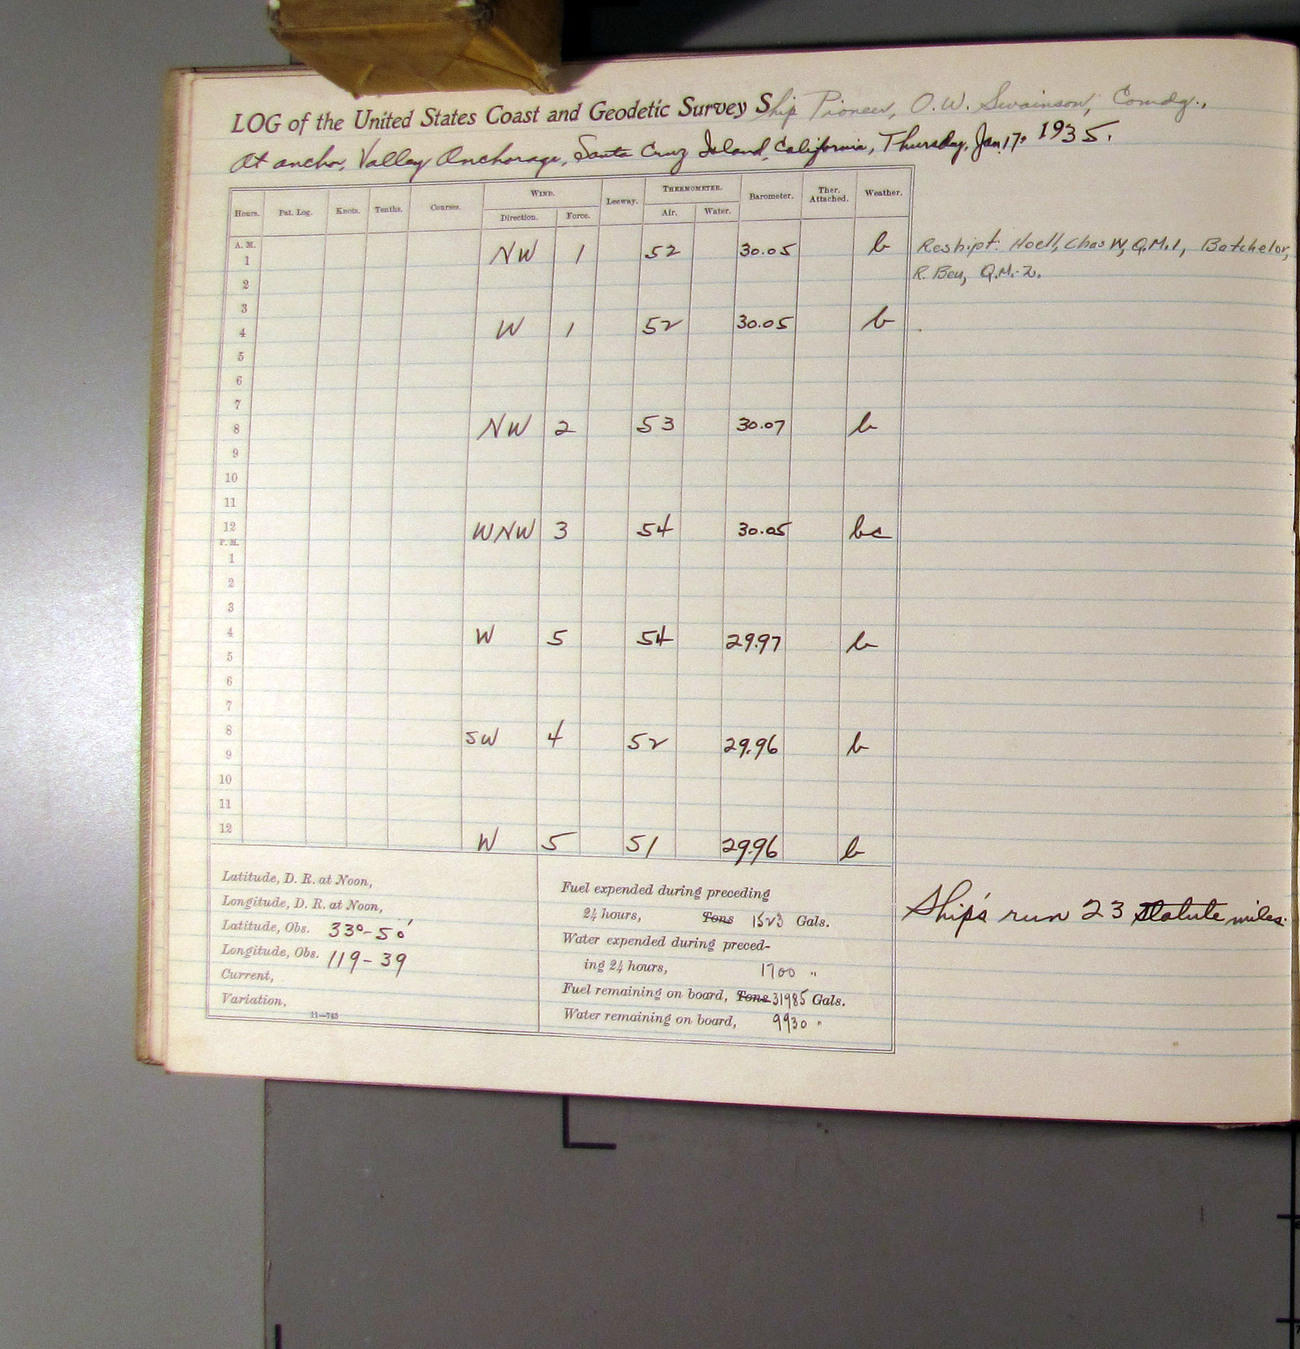 LOG of the United States Coast and Geodetic Survey Ship Pioneer, O.W. Swainson, Comdg.,
At anchor, Valley Anchorage, Santa Cruz Island, California, Thursday, Jan. 17, 1935.
Hours. Pat. Log. Knots. Tenths. Courses. WIND. Direction. Force. Leeway. THERMOMETER. Air. Water. Barometer. Ther. Attached. Weather.
A. M.
1 NW 1 52 30.05 b Reshipt: Hoell, Chas W, Q.M.1, Batchelor,
2 R. Ben, Q.M.-2.
3
4 W 1 52 30.05 b
5
6
7
8 NW 2 53 30.07 b
9
10
11
12 WNW 3 54 30.05 bc
P. M.
1
2
3
4 W 5 54 29.97 b
5
6
7
8 SW 4 52 29.96 b
9
10
11
12 W 5 51 29.96 b
Latitude, D. R. at Noon,
Longitude, D. R. at Noon,
Latitude, Obs. 33°-50'
Longitude, Obs. 119-39
Current,
Variation,
11—763
Fuel expended during preceding
24 hours, Tons 1523 Gals.
Water expended during preced-
ing 24 hours, 1700 "
Fuel remaining on board, Tons 31985 Gals.
Water remaining on board, 9930 "
Ship's run 23 Statute miles.